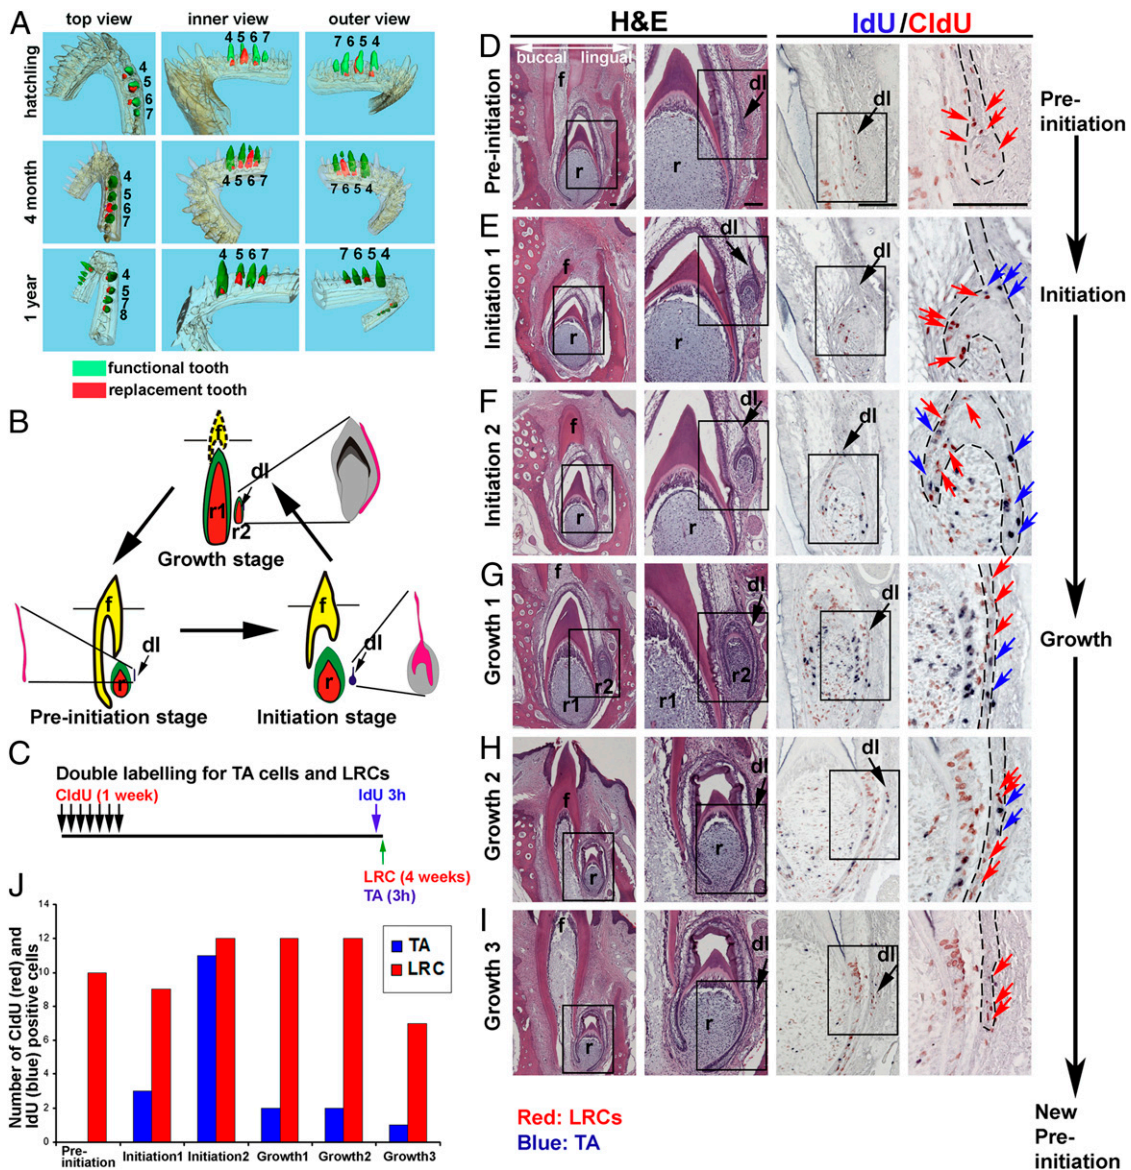 A
top view
inner view
outer view
hatchling
4 5 6 7
4 5 6 7
7 6 5 4
4 month
4 5 6 7
4 5 6 7
7 6 5 4
1 year
4 5 7 8
4 5 6 7
7 6 5 4
functional tooth
replacement tooth
B
f
r1
dl
r2
Growth stage
f
dl
r
Pre-initiation stage
f
dl
r
Initiation stage
C
Double labelling for TA cells and LRCs
CldU (1 week)
IdU 3h
LRC (4 weeks)
TA (3h)
J
Number of CldU (red) and
IdU (blue) positive cells
14
12
10
8
6
4
2
0
TA
LRC
Pre-
initiation
Initiation1
Initiation2
Growth1
Growth2
Growth3
H&E
IdU/CldU
D
Pre-initiation
buccal
lingual
f
r
dl
r
dl
E
Initiation 1
f
r
dl
r
dl
F
Initiation 2
f
r
dl
r
dl
G
Growth 1
f
r1
dl
r1
r2
dl
H
Growth 2
f
r
dl
r
dl
I
Growth 3
f
r
dl
r
dl
Red: LRCs
Blue: TA
Pre-
initiation
Initiation
Growth
New
Pre-
initiation